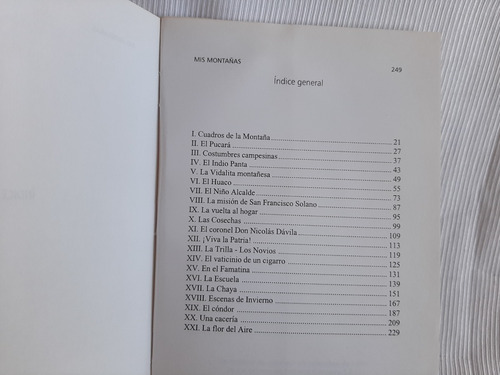 MIS MONTAÑAS 249
Índice general
I. Cuadros de la Montaña 21
II. El Pucará 27
III. Costumbres campesinas 37
IV. El Indio Panta 43
V. La Vidalita montañesa 49
VI. El Huaco 55
VII. El Niño Alcalde 73
VIII. La misión de San Francisco Solano 87
IX. La vuelta al hogar 95
X. Las Cosechas 99
XI. El coronel Don Nicolás Dávila 109
XII. ¡Viva la Patria! 113
XIII. La Trilla - Los Novios 119
XIV. El vaticinio de un cigarro 125
XV. En el Famatina 131
XVI. La Escuela 139
XVII. La Chaya 151
XVIII. Escenas de Invierno 167
XIX. El cóndor 187
XX. Una cacería 209
XXI. La flor del Aire 229